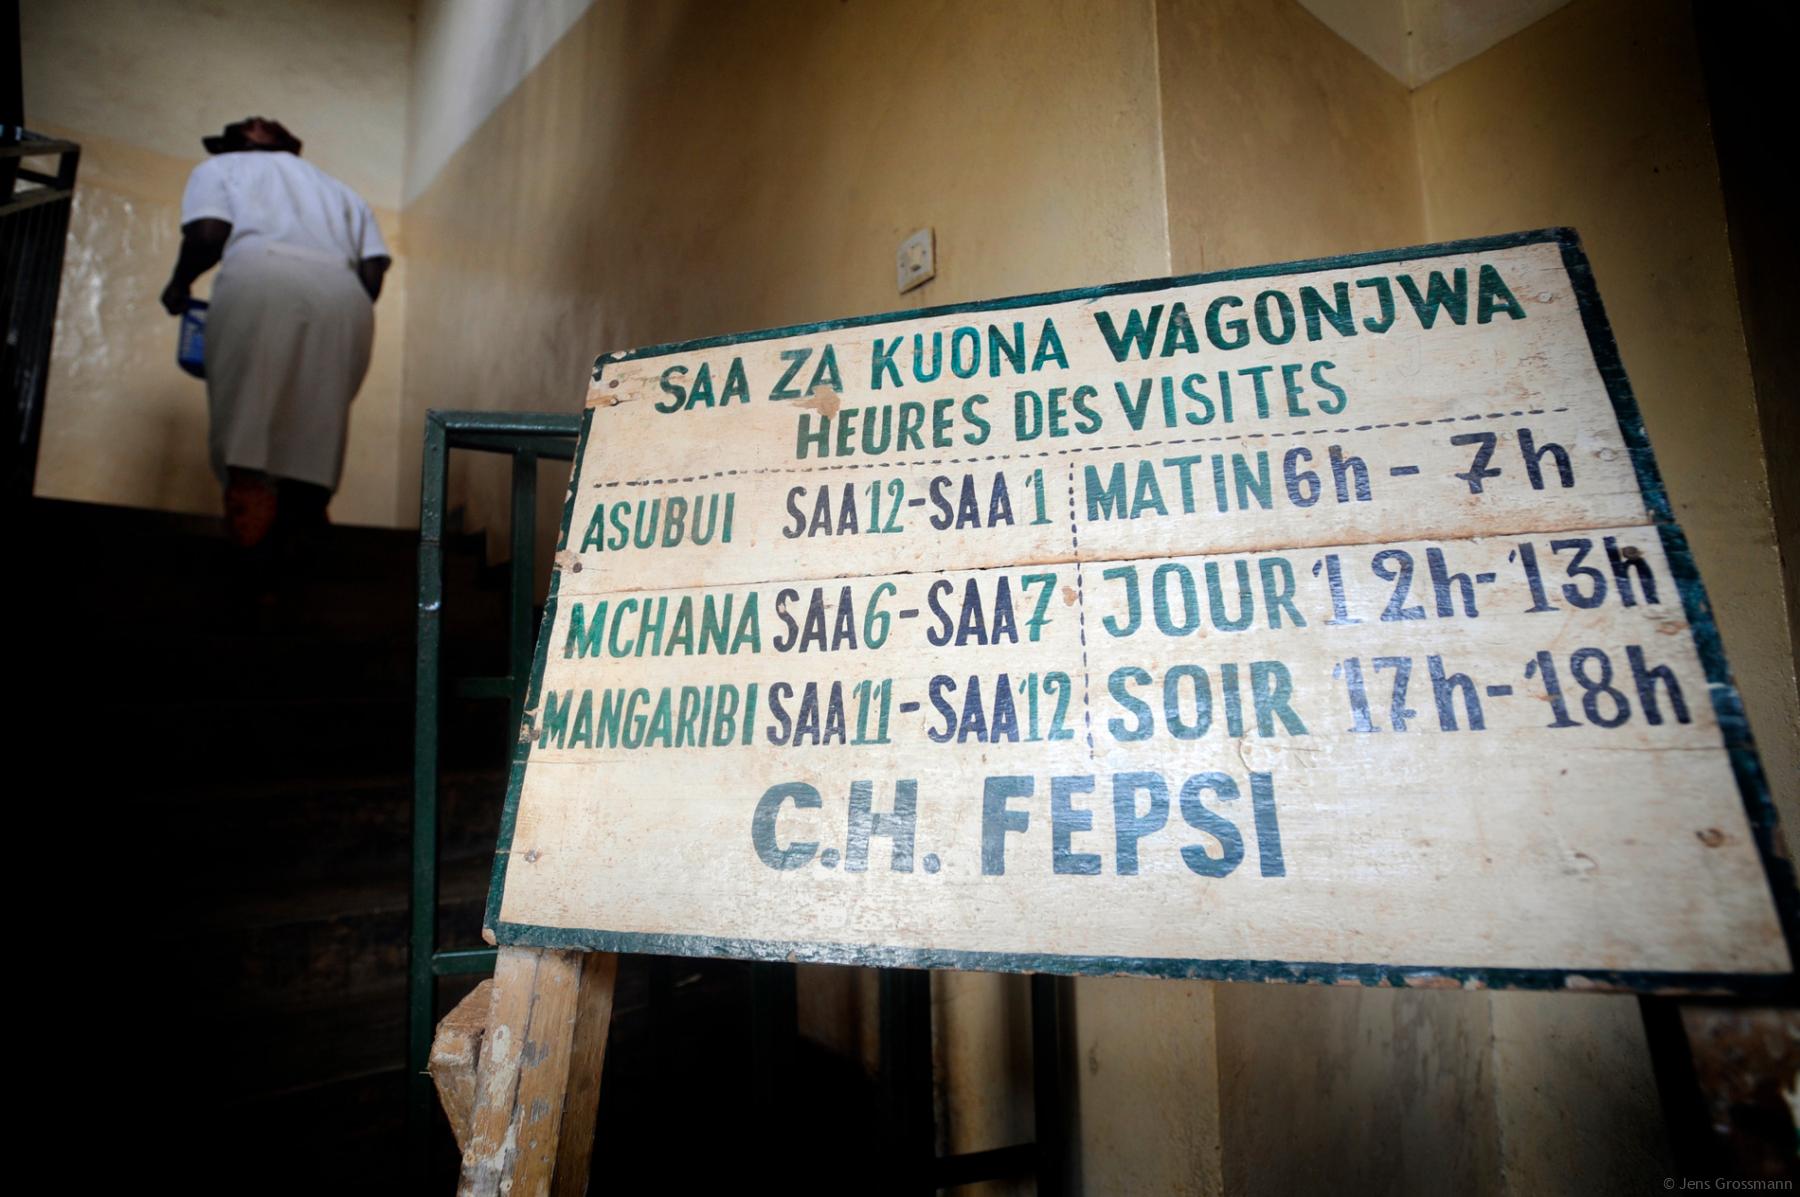 SAA ZA KUONA WAGONJWA
HEURES DES VISITES
ASUBUI SAA 12-SAA 1 MATIN 6h - 7h
MCHANA SAA 6-SAA 7 JOUR 12h-13h
MANGARIBI SAA 11-SAA 12 SOIR 17h-18h
C.H. FEPSI
© Jens Grossmann